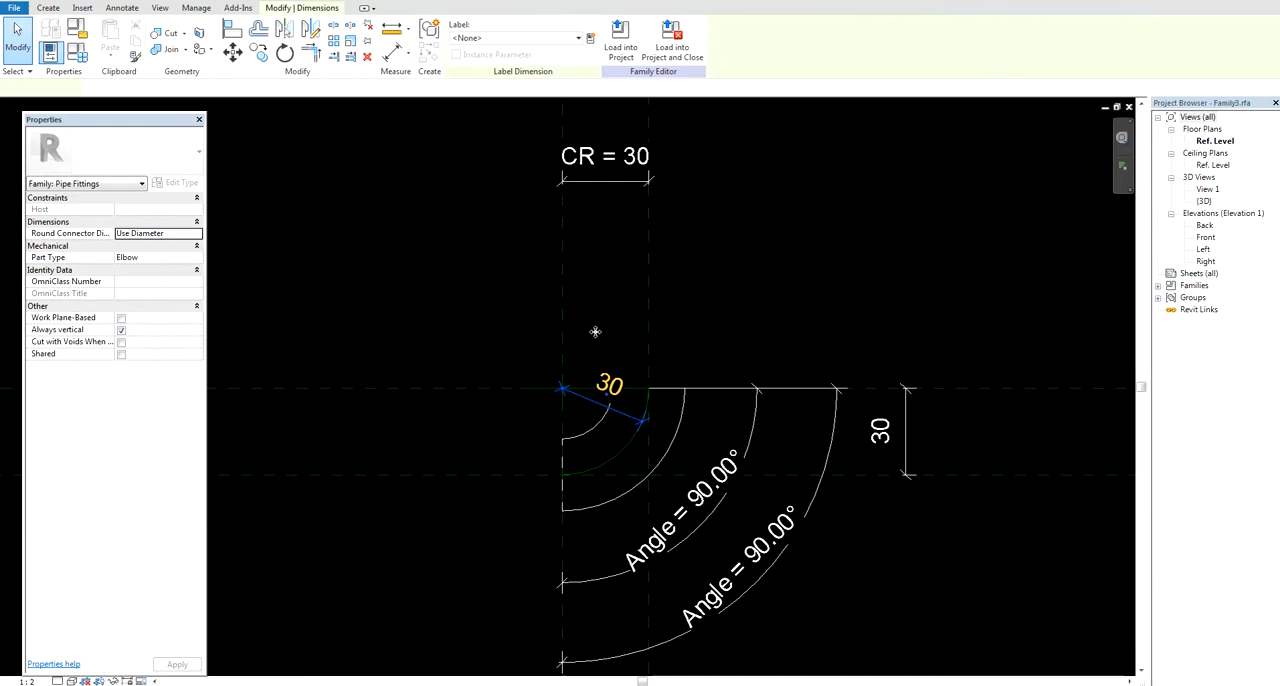 File Create Insert Annotate View Manage Add-Ins Modify Modify | Dimensions
Modify
Select
Properties
Paste
Clipboard
Cut
Join
Geometry
Modify
Measure
Create
Label:
<None>
Instance Parameter
Label Dimension
Load into
Project
Load into
Project and Close
Family Editor
Properties
R
Family: Pipe Fittings
Edit Type
Constraints
Host
Dimensions
Round Connector Di... Use Diameter
Mechanical
Part Type Elbow
Identity Data
OmniClass Number
OmniClass Title
Other
Work Plane-Based
Always vertical
Cut with Voids When ...
Shared
Properties help
Apply
CR = 30
30
30
Angle = 90.00°
Angle = 90.00°
Project Browser - Family3.rfa
Views (all)
Floor Plans
Ref. Level
Ceiling Plans
Ref. Level
3D Views
View 1
{3D}
Elevations (Elevation 1)
Back
Front
Left
Right
Sheets (all)
Families
Groups
Revit Links
1 : 2